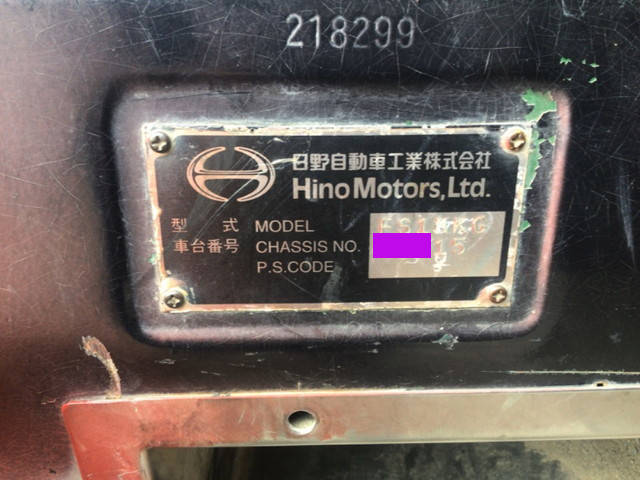 218299
日野自動車工業株式会社
Hino Motors, Ltd.
型 式 MODEL
車台番号 CHASSIS NO. 15
P.S.CODE